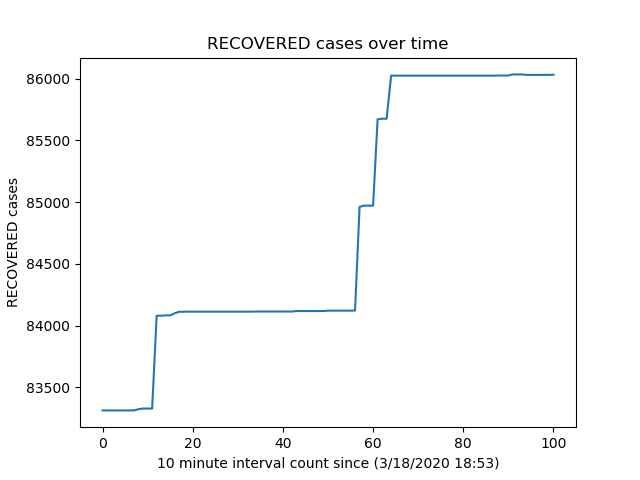 RECOVERED cases over time
86000
85500
85000
84500
84000
83500
RECOVERED cases
0 20 40 60 80 100
10 minute interval count since (3/18/2020 18:53)